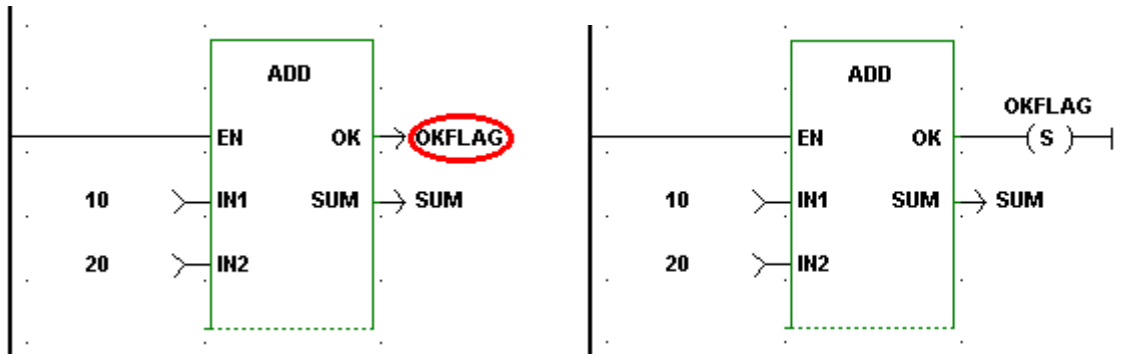 ADD
EN OK OKFLAG
10 IN1 SUM SUM
20 IN2
ADD
OKFLAG
EN OK ( S )
10 IN1 SUM SUM
20 IN2